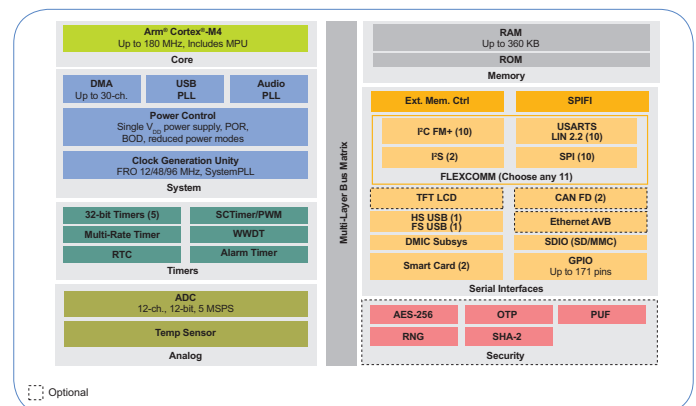 Arm® Cortex®-M4
Up to 180 MHz, Includes MPU
Core
DMA
Up to 30-ch.
USB
PLL
Audio
PLL
Power Control
Single VDD power supply, POR,
BOD, reduced power modes
Clock Generation Unity
FRO 12/48/96 MHz, SystemPLL
System
32-bit Timers (5)
SCTimer/PWM
Multi-Rate Timer
WWDT
RTC
Alarm Timer
Timers
ADC
12-ch., 12-bit, 5 MSPS
Temp Sensor
Analog
Multi-Layer Bus Matrix
RAM
Up to 360 KB
ROM
Memory
Ext. Mem. Ctrl
SPIFI
I²C FM+ (10)
USARTS
LIN 2.2 (10)
I²S (2)
SPI (10)
FLEXCOMM (Choose any 11)
TFT LCD
CAN FD (2)
HS USB (1)
FS USB (1)
Ethernet AVB
DMIC Subsys
SDIO (SD/MMC)
Smart Card (2)
GPIO
Up to 171 pins
Serial Interfaces
AES-256
OTP
PUF
RNG
SHA-2
Security
Optional